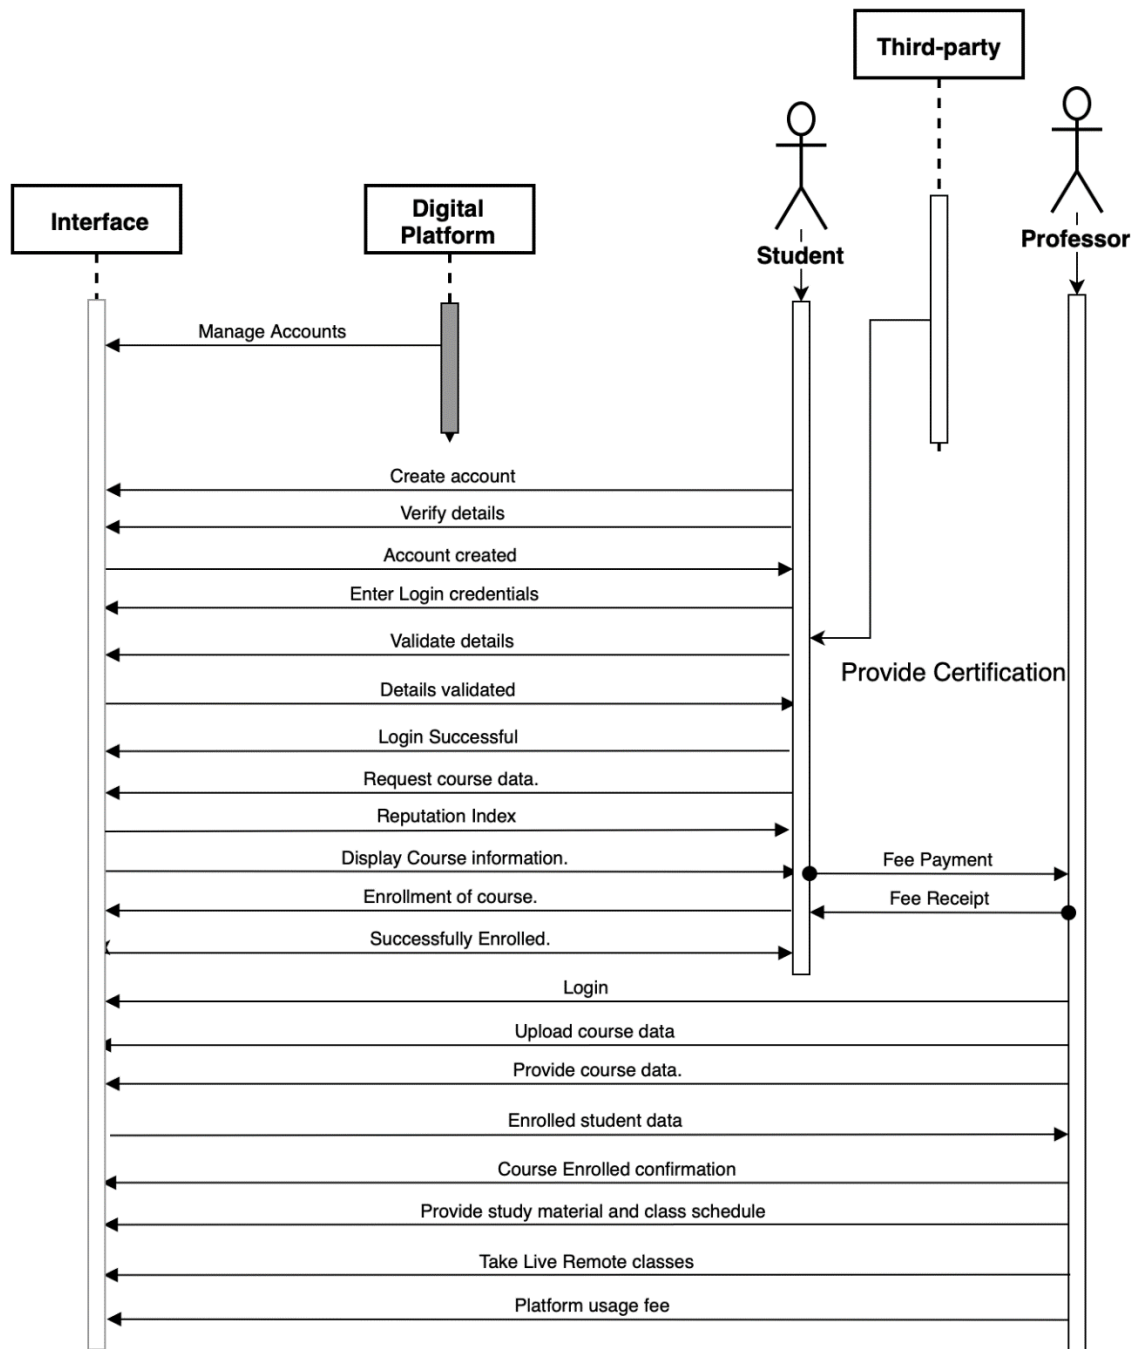 Third-party
Interface
Digital
Platform
Student
Professor
Manage Accounts
Create account
Verify details
Account created
Enter Login credentials
Validate details
Provide Certification
Details validated
Login Successful
Request course data.
Reputation Index
Display Course information.
Fee Payment
Enrollment of course.
Fee Receipt
Successfully Enrolled.
Login
Upload course data
Provide course data.
Enrolled student data
Course Enrolled confirmation
Provide study material and class schedule
Take Live Remote classes
Platform usage fee